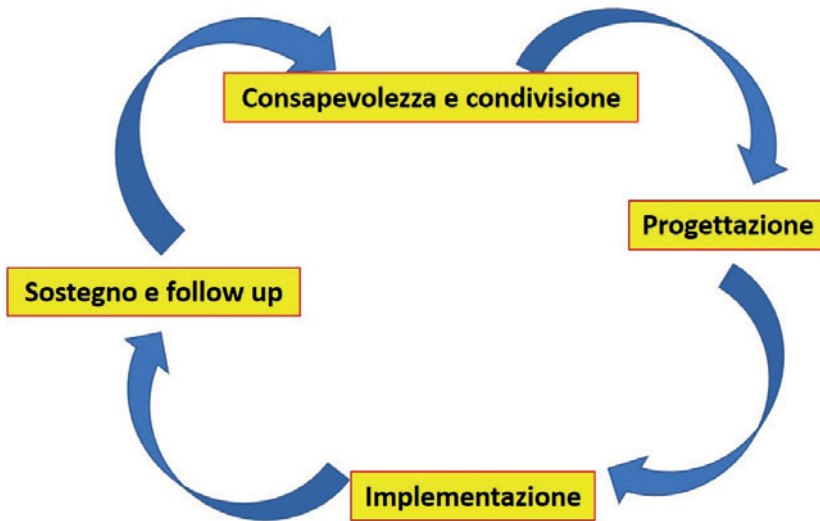 Consapevolezza e condivisione
Progettazione
Implementazione
Sostegno e follow up